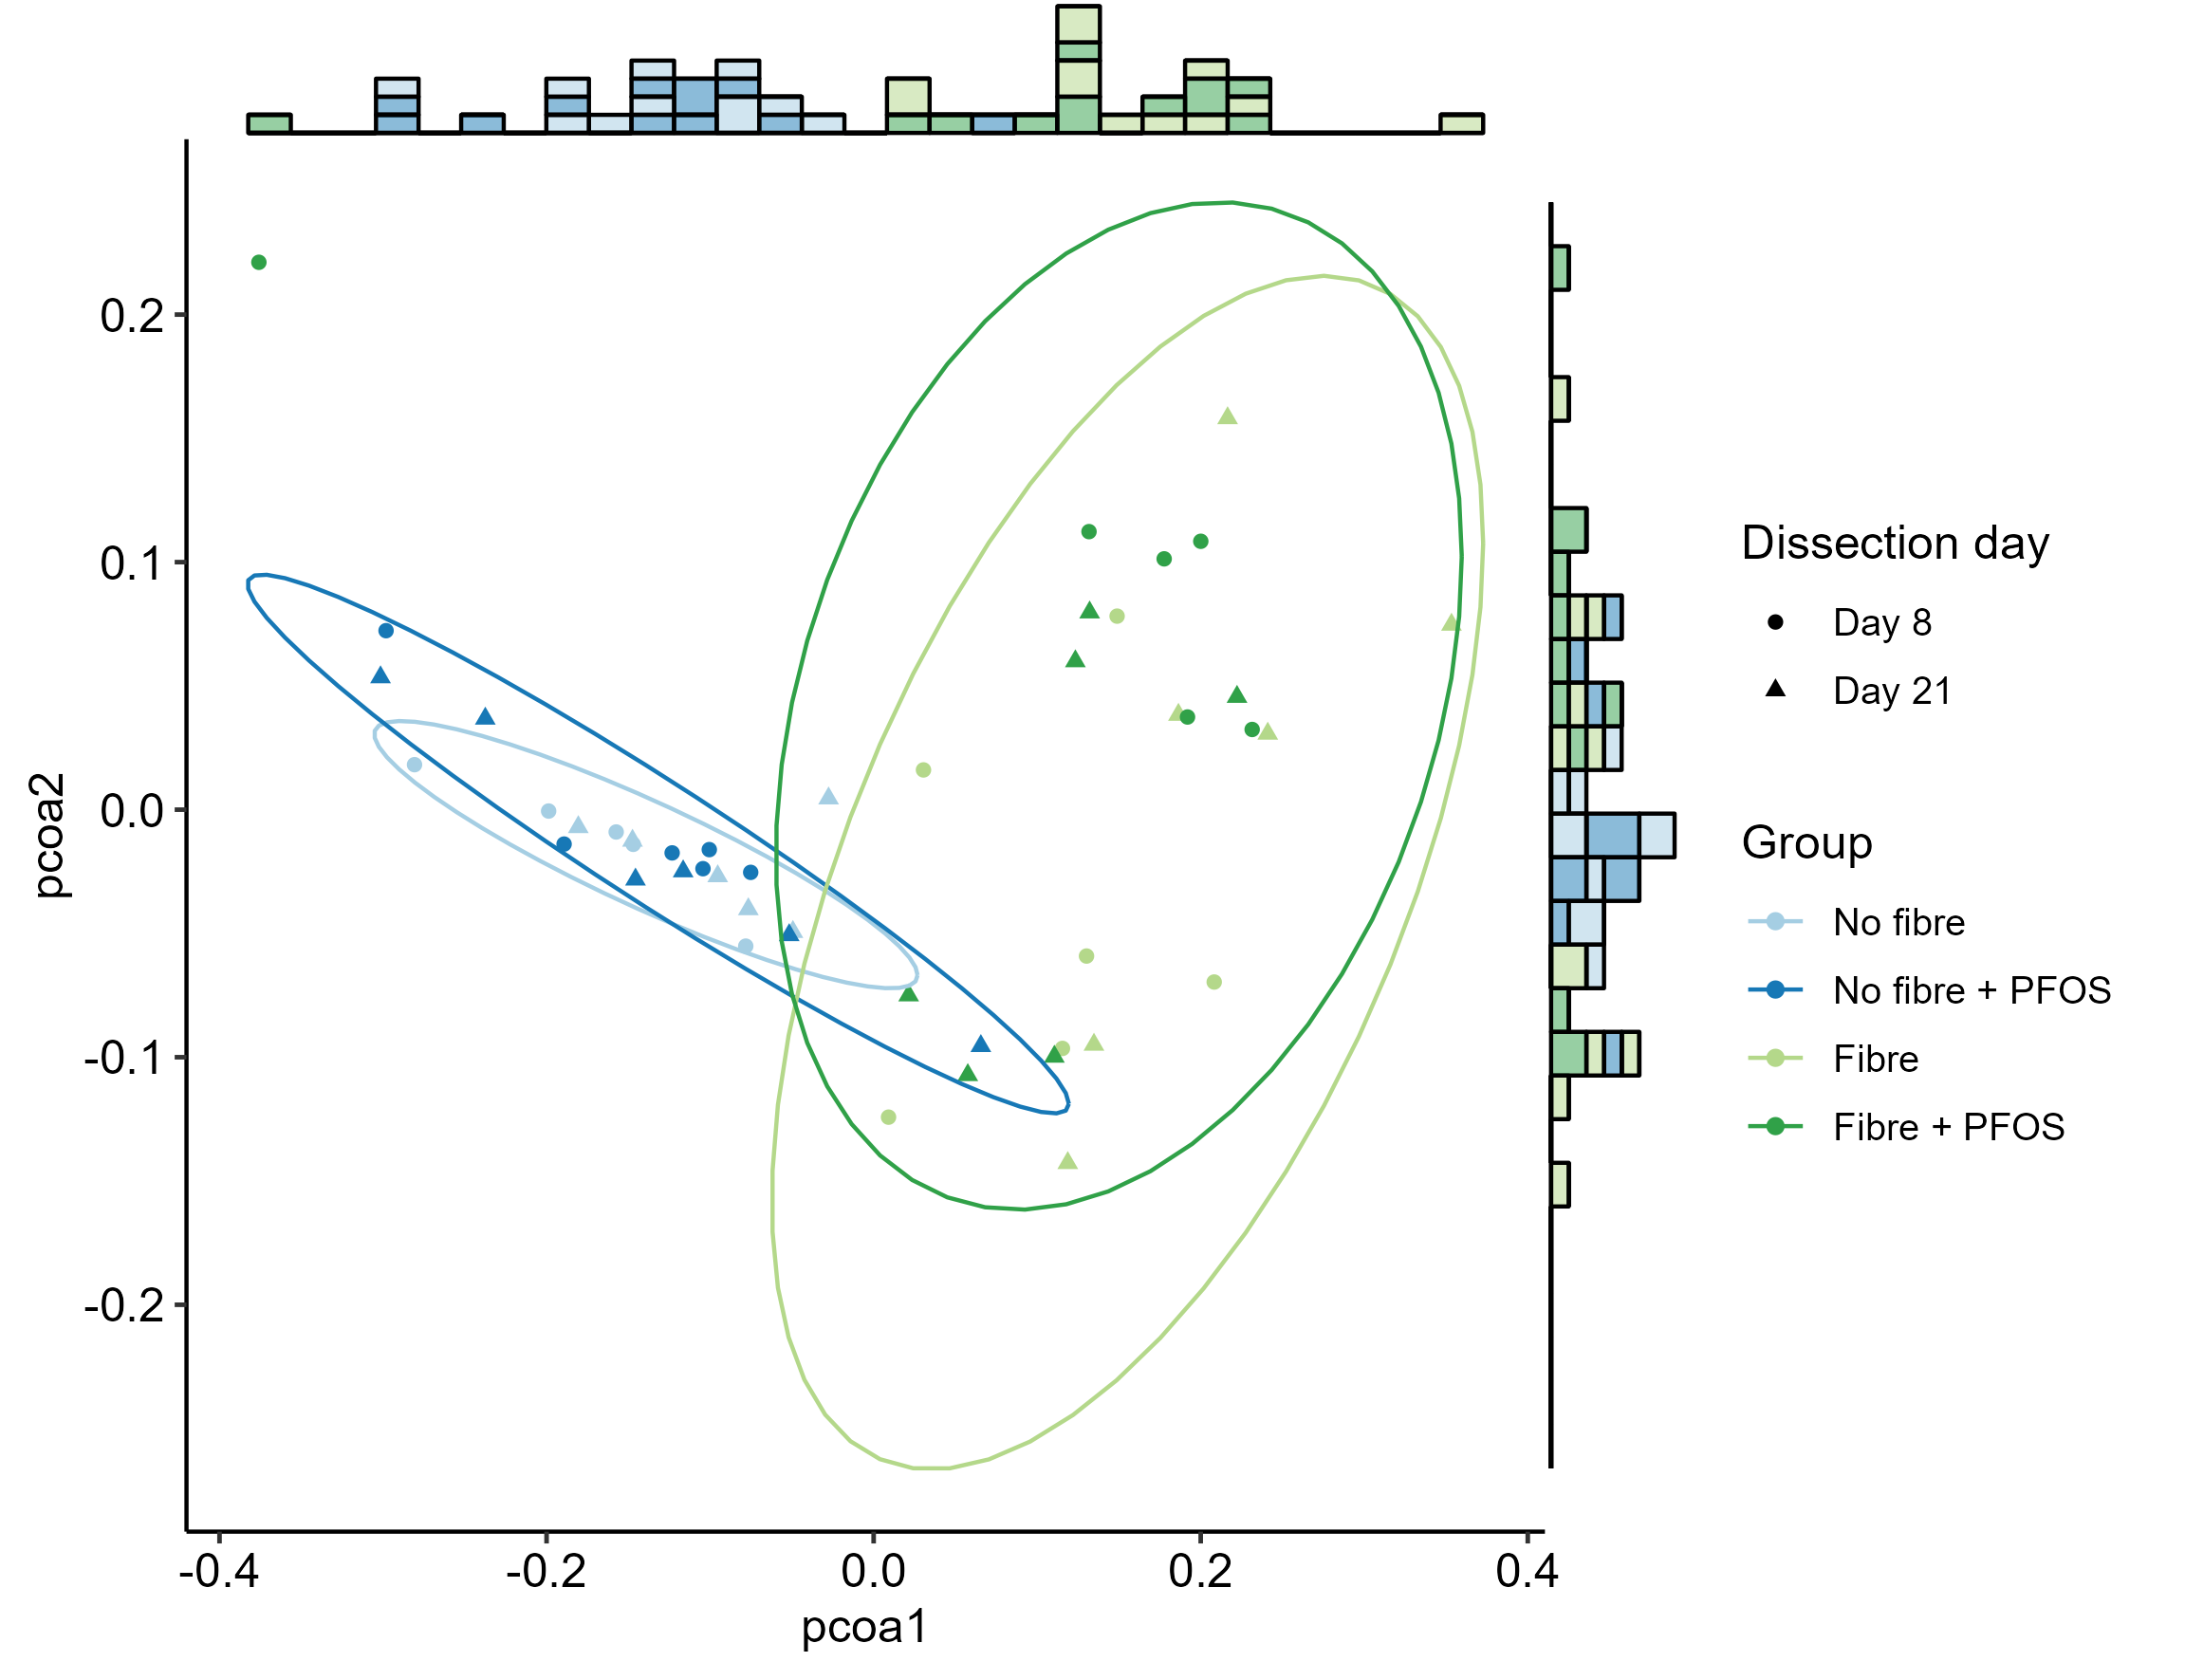 0.2
0.1
0.0
-0.1
-0.2
pcoa2
-0.4
-0.2
0.0
0.2
0.4
pcoa1
Dissection day
Day 8
Day 21
Group
No fibre
No fibre + PFOS
Fibre
Fibre + PFOS